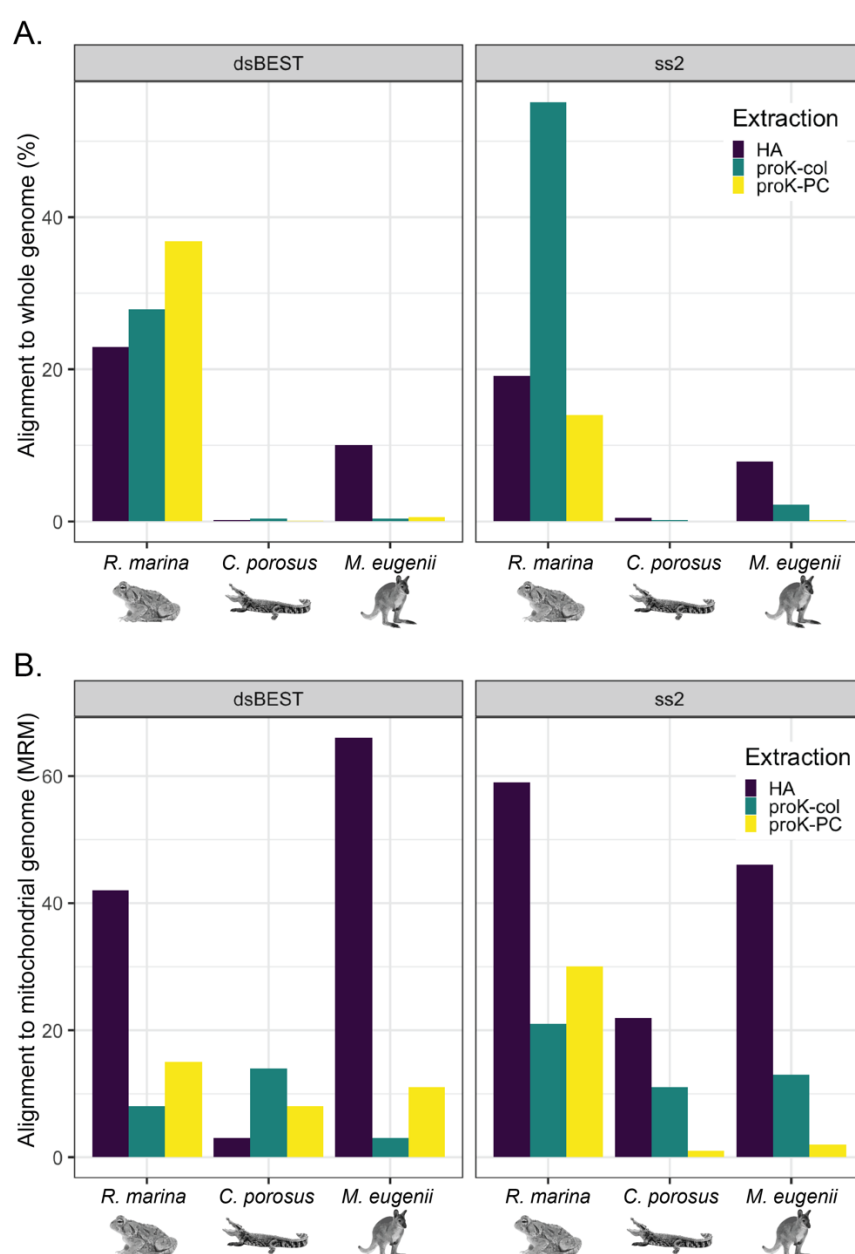 A.
dsBEST ss2
Alignment to whole genome (%)
40
20
0
Extraction
HA
proK-col
proK-PC
R. marina C. porosus M. eugenii R. marina C. porosus M. eugenii
B.
dsBEST ss2
Alignment to mitochondrial genome (MRM)
60
40
20
0
Extraction
HA
proK-col
proK-PC
R. marina C. porosus M. eugenii R. marina C. porosus M. eugenii